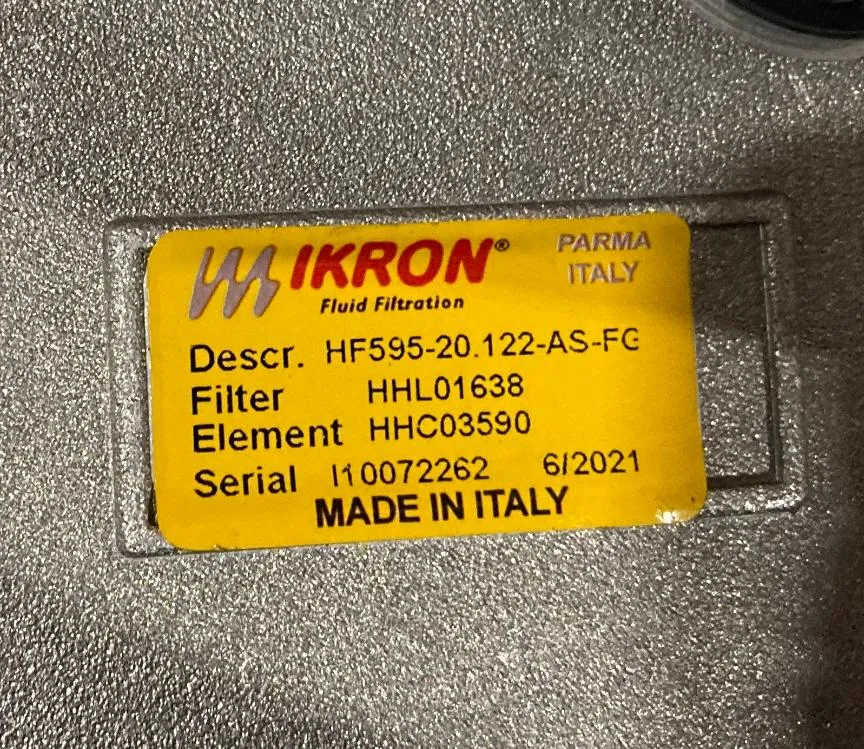 IKRON® PARMA
ITALY
Fluid Filtration
Descr. HF595-20.122-AS-FG
Filter HHL01638
Element HHC03590
Serial I10072262 6/2021
MADE IN ITALY